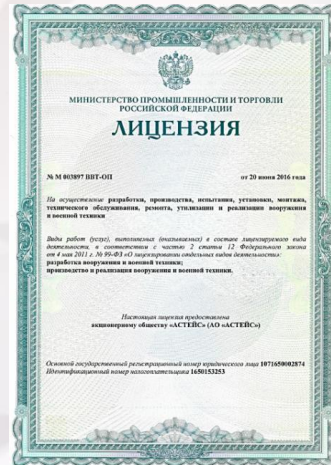 МИНИСТЕРСТВО ПРОМЫШЛЕННОСТИ И ТОРГОВЛИ
РОССИЙСКОЙ ФЕДЕРАЦИИ
ЛИЦЕНЗИЯ
№ М 003897 ВВТ-ОП от 20 июня 2016 года
На осуществление разработки, производства, испытания, установки, монтажа,
технического обслуживания, ремонта, утилизации и реализации вооружения
и военной техники
Виды работ (услуг), выполняемых (оказываемых) в составе лицензируемого вида
деятельности, в соответствии с частью 2 статьи 12 Федерального закона
от 4 мая 2011 г. № 99-ФЗ «О лицензировании отдельных видов деятельности»:
разработка вооружения и военной техники;
производство и реализация вооружения и военной техники.
Настоящая лицензия предоставлена
акционерному обществу «АСТЕЙС» (АО «АСТЕЙС»)
Основной государственный регистрационный номер юридического лица 1071650002874
Идентификационный номер налогоплательщика 1650153253